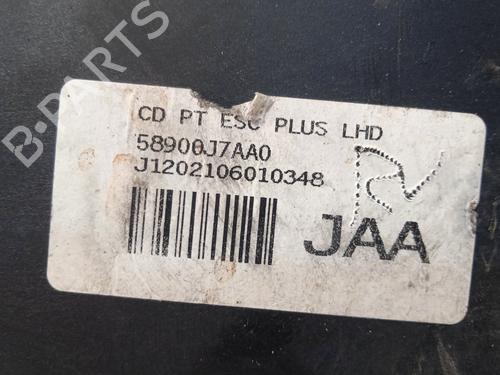 B-PARTS
CD PT ESC PLUS LHD
58900J7AA0
J1202106010348
JAA